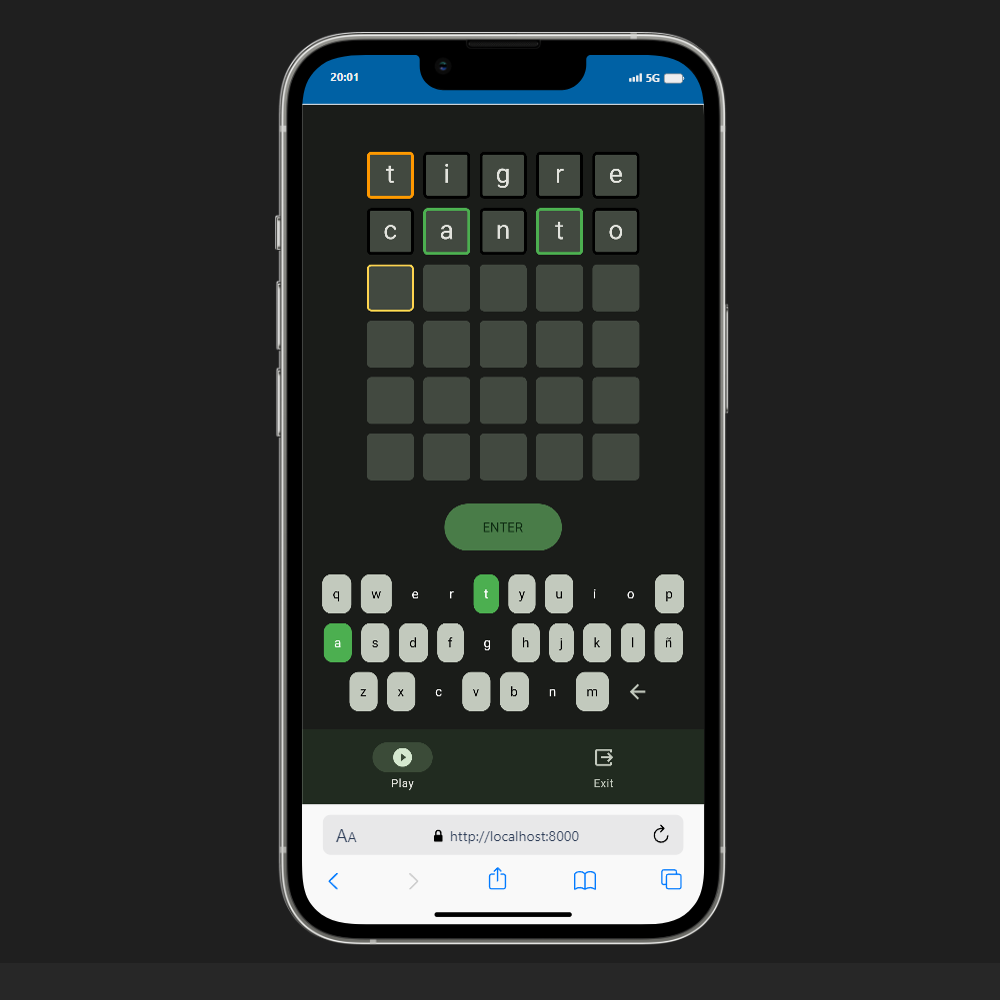 20:01 5G
t i g r e
c a n t o
ENTER
q w e r t y u i o p
a s d f g h j k l ñ
z x c v b n m
Play Exit
AA http://localhost:8000